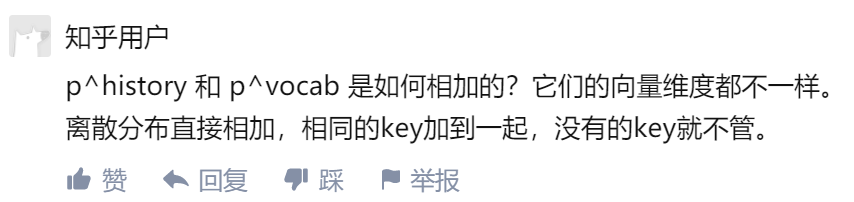 知乎用户
p^history 和 p^vocab 是如何相加的？它们的向量维度都不一样。
离散分布直接相加，相同的key加到一起，没有的key就不管。
赞 回复 踩 举报